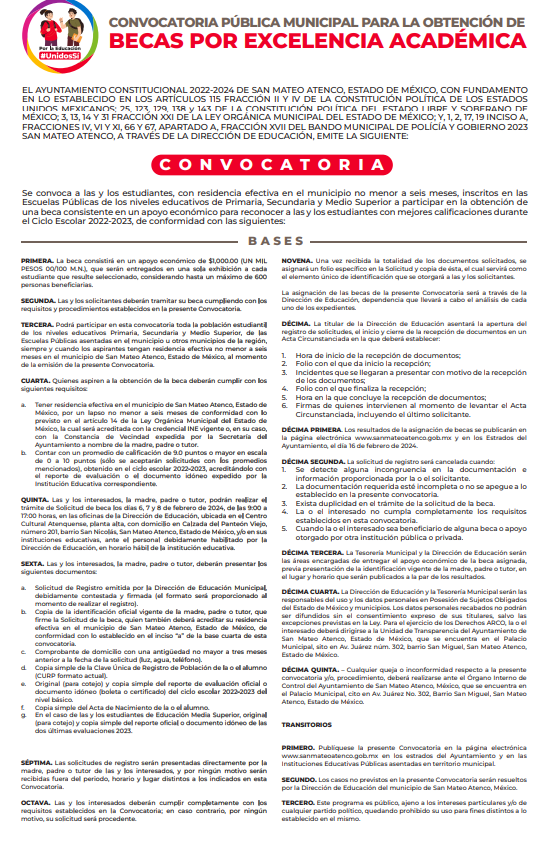 Por la Educación
#UnidosSí
CONVOCATORIA PÚBLICA MUNICIPAL PARA LA OBTENCIÓN DE
BECAS POR EXCELENCIA ACADÉMICA
EL AYUNTAMIENTO CONSTITUCIONAL 2022-2024 DE SAN MATEO ATENCO, ESTADO DE MÉXICO, CON FUNDAMENTO
EN LO ESTABLECIDO EN LOS ARTÍCULOS 115 FRACCIÓN II Y IV DE LA CONSTITUCIÓN POLÍTICA DE LOS ESTADOS
UNIDOS MEXICANOS; 25, 123, 129, 138 y 143 DE LA CONSTITUCIÓN POLÍTICA DEL ESTADO LIBRE Y SOBERANO DE
MÉXICO; 3, 13, 14 Y 31 FRACCIÓN XXI DE LA LEY ORGÁNICA MUNICIPAL DEL ESTADO DE MÉXICO; Y, 1, 2, 17, 19 INCISO A,
FRACCIONES IV, VI Y XI, 66 Y 67, APARTADO A, FRACCIÓN XVII DEL BANDO MUNICIPAL DE POLICÍA Y GOBIERNO 2023
SAN MATEO ATENCO, A TRAVÉS DE LA DIRECCIÓN DE EDUCACIÓN, EMITE LA SIGUIENTE:
CONVOCATORIA
Se convoca a las y los estudiantes, con residencia efectiva en el municipio no menor a seis meses, inscritos en las
Escuelas Públicas de los niveles educativos de Primaria, Secundaria y Medio Superior a participar en la obtención de
una beca consistente en un apoyo económico para reconocer a las y los estudiantes con mejores calificaciones durante
el Ciclo Escolar 2022-2023, de conformidad con las siguientes:
BASES
PRIMERA. La beca consistirá en un apoyo económico de $1,000.00 (UN MIL
PESOS 00/100 M.N.), que serán entregados en una sola exhibición a cada
estudiante que resulte seleccionado, considerando hasta un máximo de 600
personas beneficiarias.
SEGUNDA. Las y los solicitantes deberán tramitar su beca cumpliendo con los
requisitos y procedimientos establecidos en la presente Convocatoria.
TERCERA. Podrá participar en esta convocatoria toda la población estudiantil
de los niveles educativos Primaria, Secundaria y Medio Superior, de las
Escuelas Públicas asentadas en el municipio u otros municipios de la región,
siempre y cuando los aspirantes tengan residencia efectiva no menor a seis
meses en el municipio de San Mateo Atenco, Estado de México, al momento
de la emisión de la presente Convocatoria.
CUARTA. Quienes aspiren a la obtención de la beca deberán cumplir con los
siguientes requisitos:
a. Tener residencia efectiva en el municipio de San Mateo Atenco, Estado de
México, por un lapso no menor a seis meses de conformidad con lo
previsto en el artículo 14 de la Ley Orgánica Municipal del Estado de
México, la cual será acreditada con la credencial INE vigente o, en su caso,
con la Constancia de Vecindad expedida por la Secretaría del
Ayuntamiento a nombre de la madre, padre o tutor.
b. Contar con un promedio de calificación de 9.0 puntos o mayor en escala
de 0 a 10 puntos (sólo se aceptarán solicitudes con los promedios
mencionados), obtenido en el ciclo escolar 2022-2023, acreditándolo con
el reporte de evaluación o el documento idóneo expedido por la
Institución Educativa correspondiente.
QUINTA. Las y los interesados, la madre, padre o tutor, podrán realizar el
trámite de Solicitud de Beca los días 6, 7 y 8 de febrero de 2024, de las 9:00 a
17:00 horas, en las oficinas de la Dirección de Educación, ubicada en el Centro
Cultural Atenquense, planta alta, con domicilio en Calzada del Panteón Viejo,
número 201, barrio San Nicolás, San Mateo Atenco, Estado de México, y/o en sus
instituciones educativas, ante el personal debidamente habilitado por la
Dirección de Educación, en horario hábil de la institución educativa.
SEXTA. Las y los interesados, la madre, padre o tutor, deberán presentar los
siguientes documentos:
a. Solicitud de Registro emitida por la Dirección de Educación Municipal,
debidamente contestada y firmada (el formato será proporcionado al
momento de realizar el registro).
b. Copia de identificación oficial vigente de la madre, padre o tutor, que
firme la Solicitud de la beca, quien también deberá acreditar su residencia
efectiva en el municipio de San Mateo Atenco, Estado de México, de
conformidad con lo establecido en el inciso "a" de la base cuarta de esta
convocatoria.
c. Comprobante de domicilio con una antigüedad no mayor a tres meses
anterior a la fecha de la solicitud (luz, agua, teléfono).
d. Copia simple de la Clave Única de Registro de Población de la o el alumno
(CURP formato actual).
e. Original (para cotejo) y copia simple del reporte de evaluación oficial o
documento idóneo (boleta o certificado) del ciclo escolar 2022-2023 del
nivel básico.
f. Copia simple del Acta de Nacimiento de la o el alumno.
g. En el caso de las y los estudiantes de Educación Media Superior, original
(para cotejo) y copia simple del reporte oficial o documento idóneo de las
dos últimas evaluaciones 2023.
SÉPTIMA. Las solicitudes de registro serán presentadas directamente por la
madre, padre o tutor de las y los interesados, y por ningún motivo serán
recibidas fuera del periodo, horario y lugar distintos a los indicados en esta
Convocatoria.
OCTAVA. Las y los interesados deberán cumplir completamente con los
requisitos establecidos en la Convocatoria; en caso contrario, por ningún
motivo, su solicitud será procedente.
NOVENA. Una vez recibida la totalidad de los documentos solicitados, se
asignará un folio específico en la Solicitud y copia de ésta, el cual servirá como
el elemento único de identificación que se otorgará a las y los solicitantes.
La asignación de las becas de la presente Convocatoria será a través de la
Dirección de Educación, dependencia que llevará a cabo el análisis de cada
uno de los expedientes.
DÉCIMA. La titular de la Dirección de Educación asentará la apertura del
registro de solicitudes, el inicio y cierre de la recepción de documentos en un
Acta Circunstanciada en la que deberá establecer:
1. Hora de inicio de la recepción de documentos;
2. Folio con el que da inicio la recepción;
3. Incidentes que se llegaran a presentar con motivo de la recepción
de los documentos;
4. Folio con el que finaliza la recepción;
5. Hora en la que concluye la recepción de documentos;
6. Firmas de quienes intervienen al momento de levantar el Acta
Circunstanciada, incluyendo el último solicitante.
DÉCIMA PRIMERA. Los resultados de la asignación de becas se publicarán en
la página electrónica www.sanmateoatenco.gob.mx y en los Estrados del
Ayuntamiento, el día 16 de febrero de 2024.
DÉCIMA SEGUNDA. La solicitud de registro será cancelada cuando:
1. Se detecte alguna incongruencia en la documentación e
información proporcionada por la o el solicitante.
2. La documentación requerida esté incompleta o no se apegue a lo
establecido en la presente convocatoria.
3. Exista duplicidad en el trámite de la solicitud de la beca.
4. La o el interesado no cumpla completamente los requisitos
establecidos en esta convocatoria.
5. Cuando la o el interesado sea beneficiario de alguna beca o apoyo
otorgado por otra institución pública o privada.
DÉCIMA TERCERA. La Tesorería Municipal y la Dirección de Educación serán
las áreas encargadas de entregar el apoyo económico de la beca asignada,
previa presentación de la identificación vigente de la madre, padre o tutor, en
el lugar y horario que serán publicados a la par de los resultados.
DÉCIMA CUARTA. La Dirección de Educación y la Tesorería Municipal serán las
responsables del uso y los datos personales en Posesión de Sujetos Obligados
del Estado de México y municipios. Los datos personales recabados no podrán
ser difundidos sin el consentimiento expreso de sus titulares, salvo las
excepciones previstas en la Ley. Para el ejercicio de los Derechos ARCO, la o el
interesado deberá dirigirse a la Unidad de Transparencia del Ayuntamiento de
San Mateo Atenco, Estado de México, que se encuentra en el Palacio
Municipal, sito en Av. Juárez núm. 302, barrio San Miguel, San Mateo Atenco,
Estado de México.
DÉCIMA QUINTA. – Cualquier queja o inconformidad respecto a la presente
convocatoria y/o, procedimiento, deberá realizarse ante el Órgano Interno de
Control del Ayuntamiento de San Mateo Atenco, Estado de México, que se encuentra en
el Palacio Municipal, cito en Av. Juárez No. 302, Barrio San Miguel, San Mateo
Atenco, Estado de México.
TRANSITORIOS
PRIMERO. Publíquese la presente Convocatoria en la página electrónica
www.sanmateoatenco.gob.mx en los estrados del Ayuntamiento y en las
Instituciones Educativas Públicas asentadas en territorio municipal.
SEGUNDO. Los casos no previstos en la presente Convocatoria serán resueltos
por la Dirección de Educación del municipio de San Mateo Atenco, México.
TERCERO. Este programa es público, ajeno a los intereses particulares y/o de
cualquier partido político, quedando prohibido su uso para fines distintos a lo
establecido en el mismo.